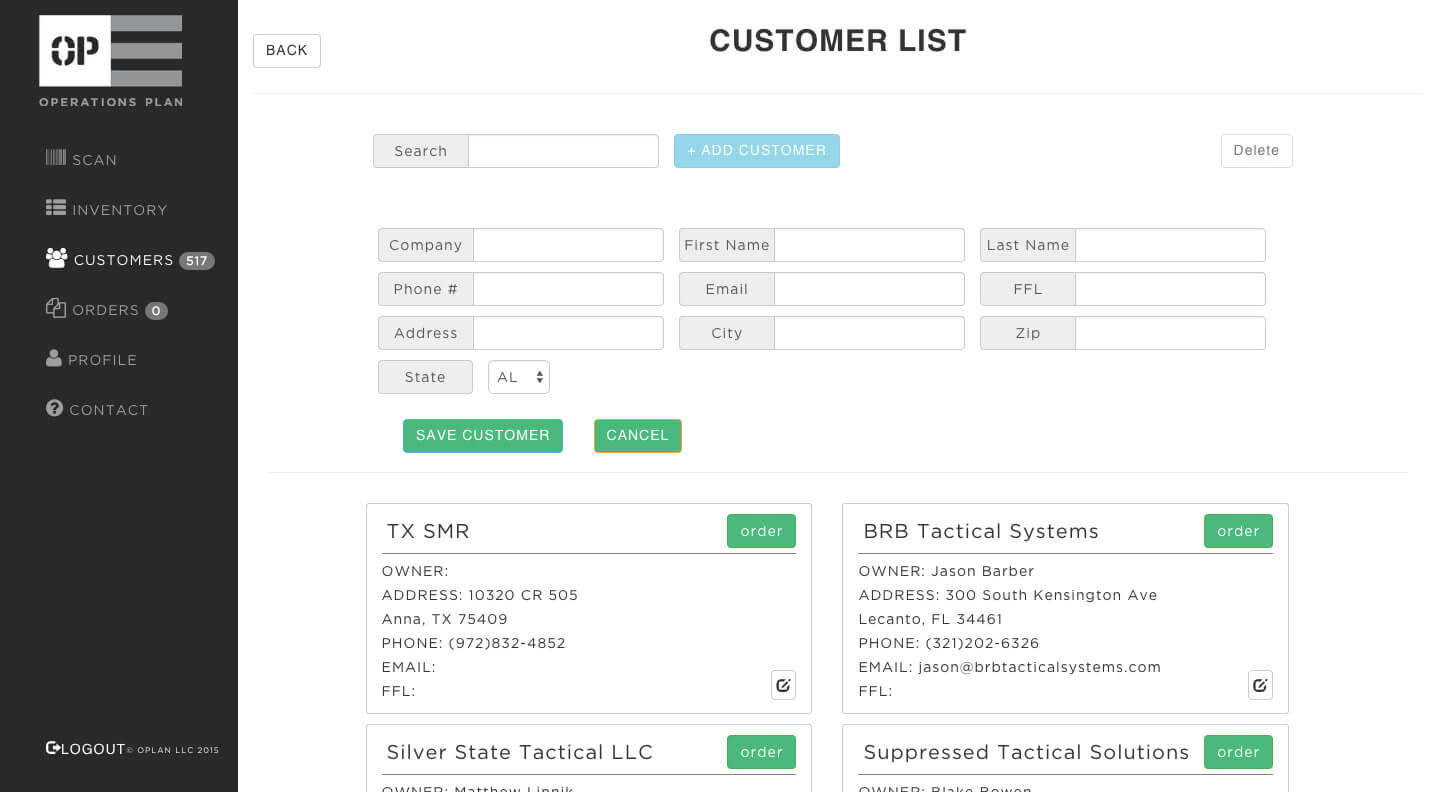 OP
OPERATIONS PLAN
SCAN
INVENTORY
CUSTOMERS 517
ORDERS 0
PROFILE
CONTACT
LOGOUT © OPLAN LLC 2015
BACK
CUSTOMER LIST
Search
+ ADD CUSTOMER
Delete
Company
First Name
Last Name
Phone #
Email
FFL
Address
City
Zip
State
AL
SAVE CUSTOMER
CANCEL
TX SMR
order
OWNER:
ADDRESS: 10320 CR 505
Anna, TX 75409
PHONE: (972)832-4852
EMAIL:
FFL:
BRB Tactical Systems
order
OWNER: Jason Barber
ADDRESS: 300 South Kensington Ave
Lecanto, FL 34461
PHONE: (321)202-6326
EMAIL: jason@brbtacticalsystems.com
FFL:
Silver State Tactical LLC
order
OWNER: Matthew Linnik
Suppressed Tactical Solutions
order
OWNER: Blake Bowen